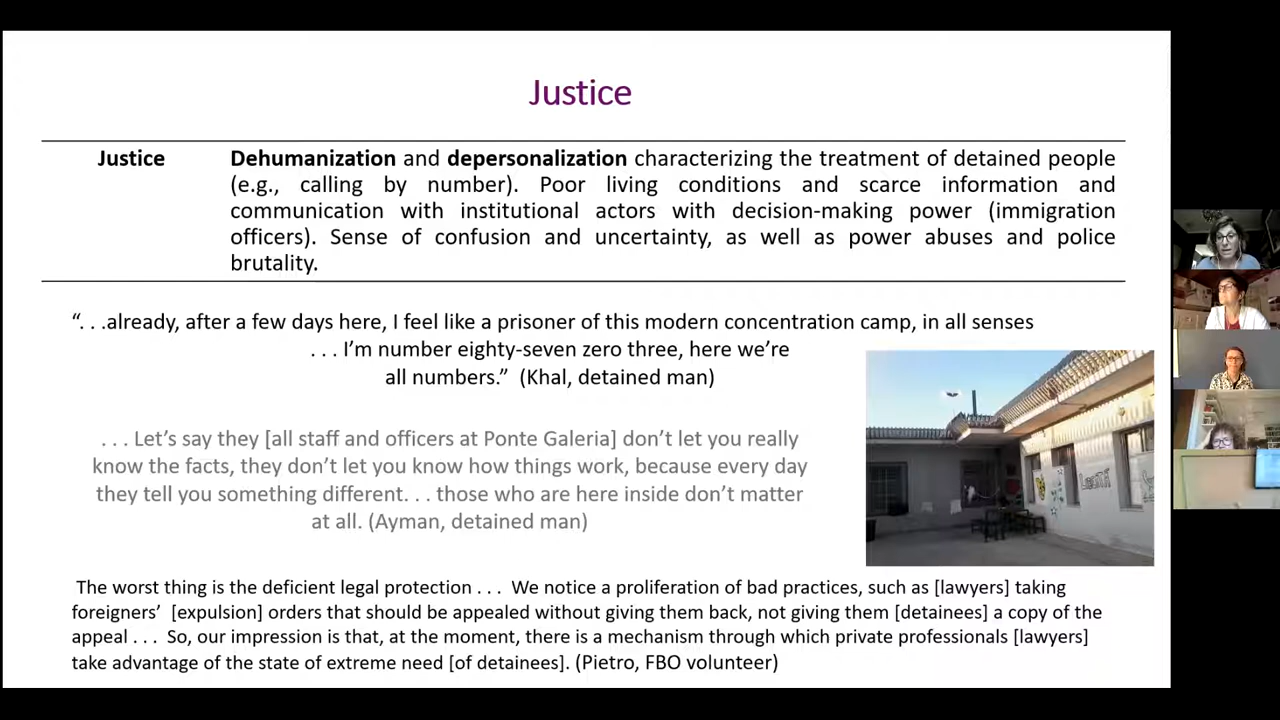 Justice
Justice
Dehumanization and depersonalization characterizing the treatment of detained people
(e.g., calling by number). Poor living conditions and scarce information and
communication with institutional actors with decision-making power (immigration
officers). Sense of confusion and uncertainty, as well as power abuses and police
brutality.
“. . .already, after a few days here, I feel like a prisoner of this modern concentration camp, in all senses
. . . I’m number eighty-seven zero three, here we’re
all numbers.” (Khal, detained man)
. . . Let’s say they [all staff and officers at Ponte Galeria] don’t let you really
know the facts, they don’t let you know how things work, because every day
they tell you something different. . . those who are here inside don’t matter
at all. (Ayman, detained man)
The worst thing is the deficient legal protection . . . We notice a proliferation of bad practices, such as [lawyers] taking
foreigners’ [expulsion] orders that should be appealed without giving them back, not giving them [detainees] a copy of the
appeal . . . So, our impression is that, at the moment, there is a mechanism through which private professionals [lawyers]
take advantage of the state of extreme need [of detainees]. (Pietro, FBO volunteer)